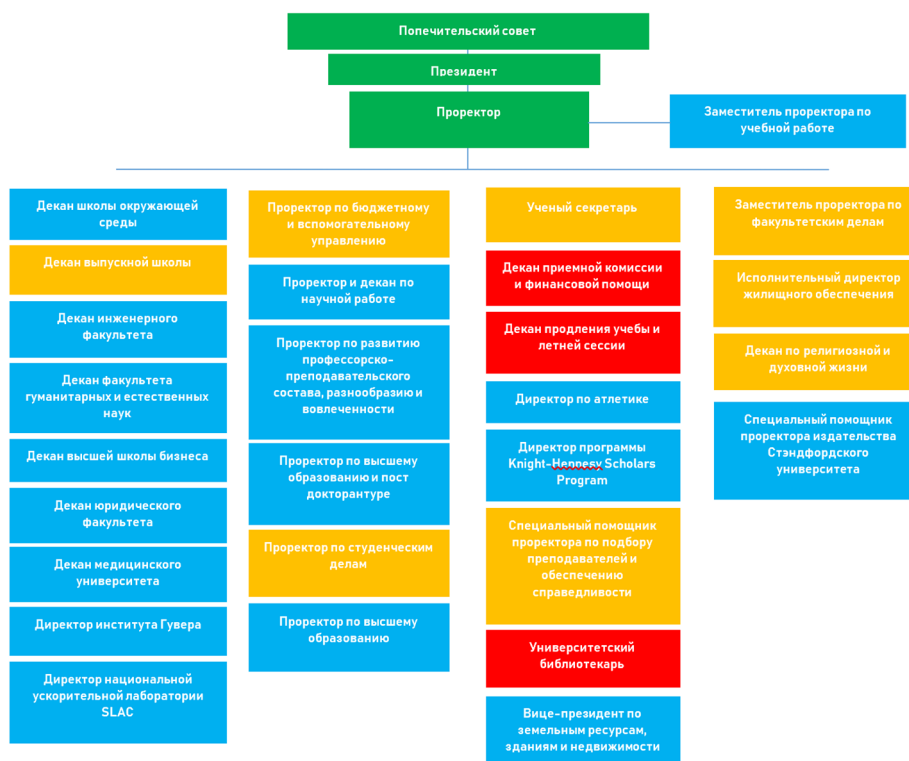 Попечительский совет
Президент
Проректор
Заместитель проректора по
учебной работе
Декан школы окружающей
среды
Декан выпускной школы
Декан инженерного
факультета
Декан факультета
гуманитарных и естественных
наук
Декан высшей школы бизнеса
Декан юридического
факультета
Декан медицинского
университета
Директор института Гувера
Директор национальной
ускорительной лаборатории
SLAC
Проректор по бюджетному
и вспомогательному
управлению
Проректор и декан по
научной работе
Проректор по развитию
профессорско-
преподавательского
состава, разнообразию и
вовлеченности
Проректор по высшему
образованию и пост
докторантуре
Проректор по студенческим
делам
Проректор по высшему
образованию
Ученый секретарь
Декан приемной комиссии
и финансовой помощи
Декан продления учебы и
летней сессии
Директор по атлетике
Директор программы
Knight-Hennesy Scholars
Program
Специальный помощник
проректора по подбору
преподавателей и
обеспечению
справедливости
Университетский
библиотекарь
Вице-президент по
земельным ресурсам,
зданиям и недвижимости
Заместитель проректора по
факультетским делам
Исполнительный директор
жилищного обеспечения
Декан по религиозной и
духовной жизни
Специальный помощник
проректора издательства
Стэндфордского
университета